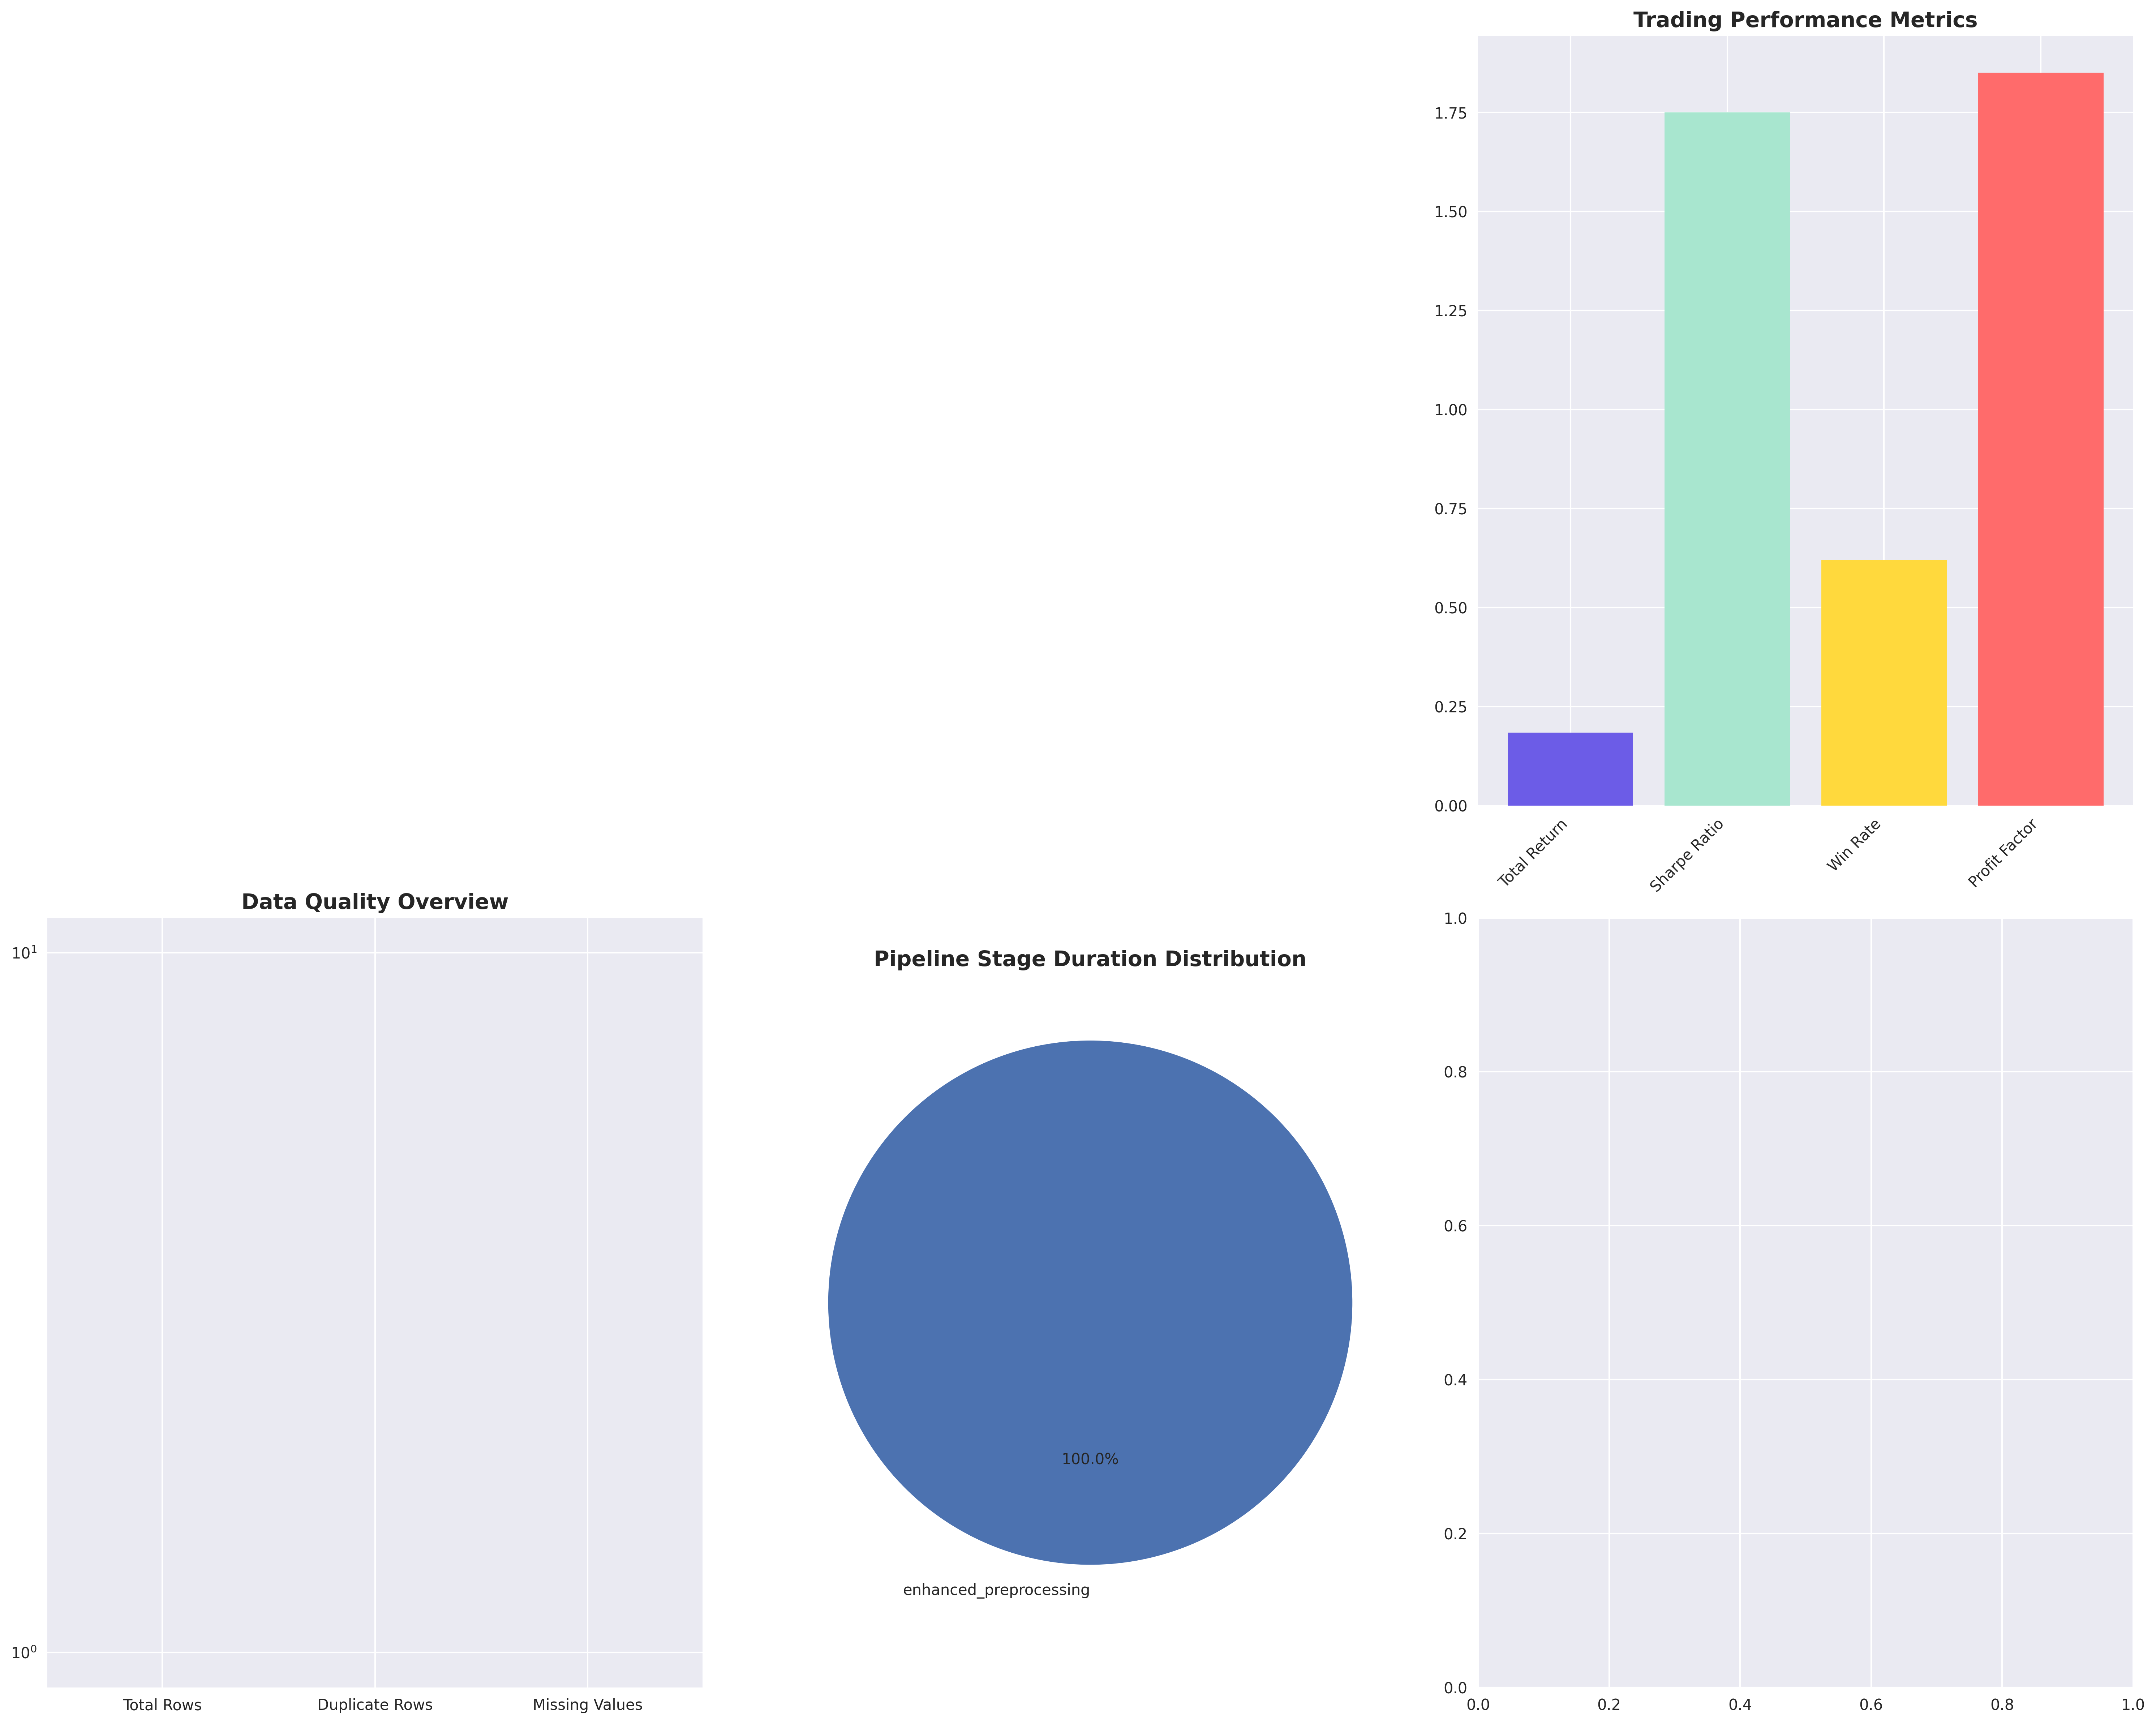 Trading Performance Metrics
1.75
1.50
1.25
1.00
0.75
0.50
0.25
0.00
Total Return
Sharpe Ratio
Win Rate
Profit Factor
Data Quality Overview
10¹
10⁰
Total Rows
Duplicate Rows
Missing Values
Pipeline Stage Duration Distribution
100.0%
enhanced_preprocessing
1.0
0.8
0.6
0.4
0.2
0.0
0.0
0.2
0.4
0.6
0.8
1.0